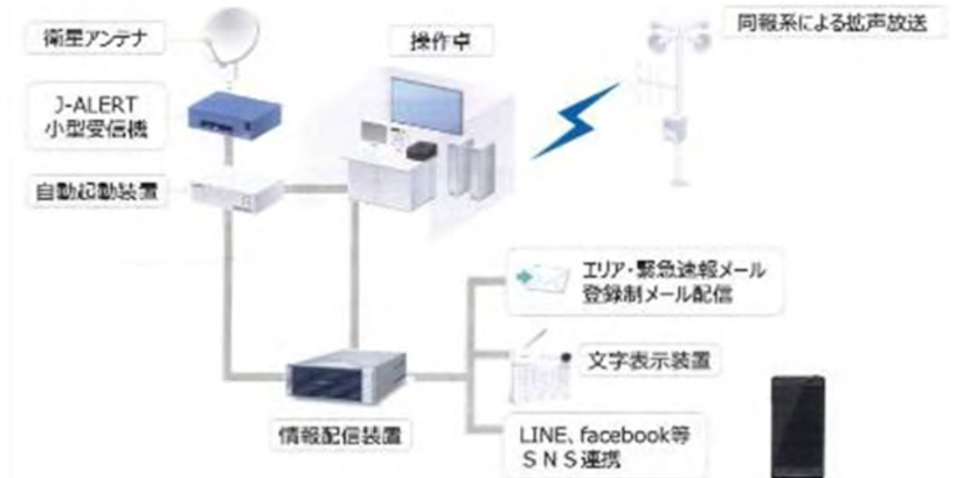 衛星アンテナ
操作卓
同報系による拡声放送
J-ALERT
小型受信機
自動起動装置
エリア・緊急速報メール
登録制メール配信
文字表示装置
情報配信装置
LINE、facebook等
ＳＮＳ連携